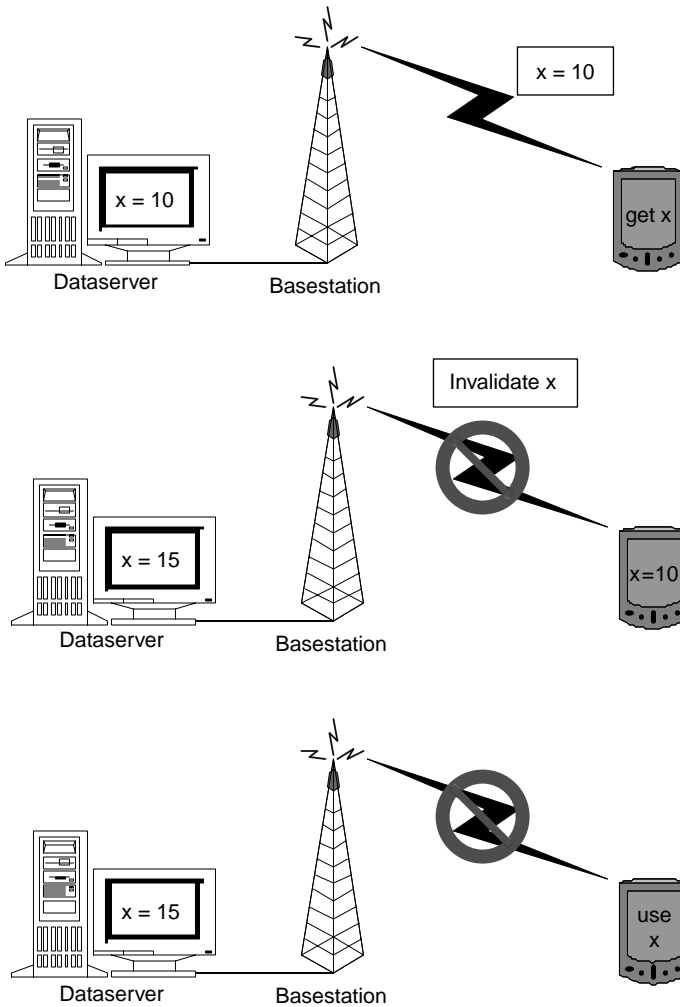 x = 10
x = 10
get x
Dataserver
Basestation
Invalidate x
x = 15
x=10
Dataserver
Basestation
x = 15
use
x
Dataserver
Basestation